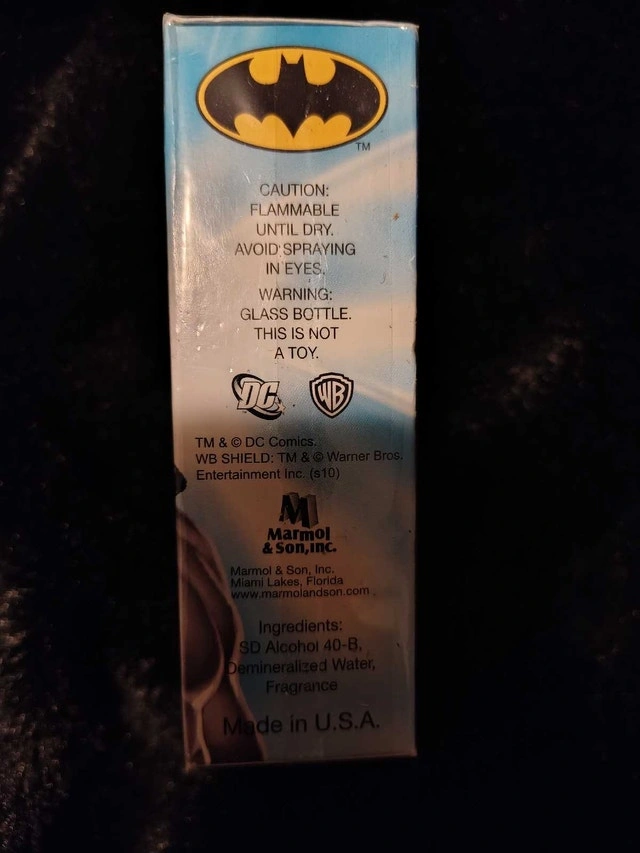 TM
CAUTION:
FLAMMABLE
UNTIL DRY.
AVOID SPRAYING
IN EYES.
WARNING:
GLASS BOTTLE.
THIS IS NOT
A TOY.
DC WB
TM & © DC Comics.
WB SHIELD: TM & © Warner Bros.
Entertainment Inc. (s10)
M
Marmol
& Son, inc.
Marmol & Son, Inc.
Miami Lakes, Florida
www.marmolandson.com
Ingredients:
SD Alcohol 40-B,
Demineralized Water,
Fragrance
Made in U.S.A.